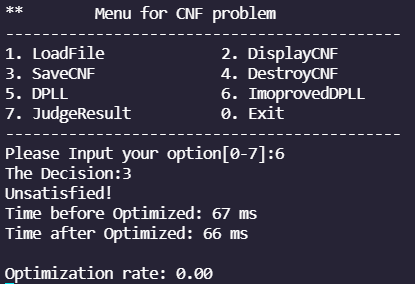 ** Menu for CNF problem
-------------------------------------------
1. LoadFile 2. DisplayCNF
3. SaveCNF 4. DestroyCNF
5. DPLL 6. ImoprovedDPLL
7. JudgeResult 0. Exit
-------------------------------------------
Please Input your option[0-7]:6
The Decision:3
Unsatisfied!
Time before Optimized: 67 ms
Time after Optimized: 66 ms
Optimization rate: 0.00